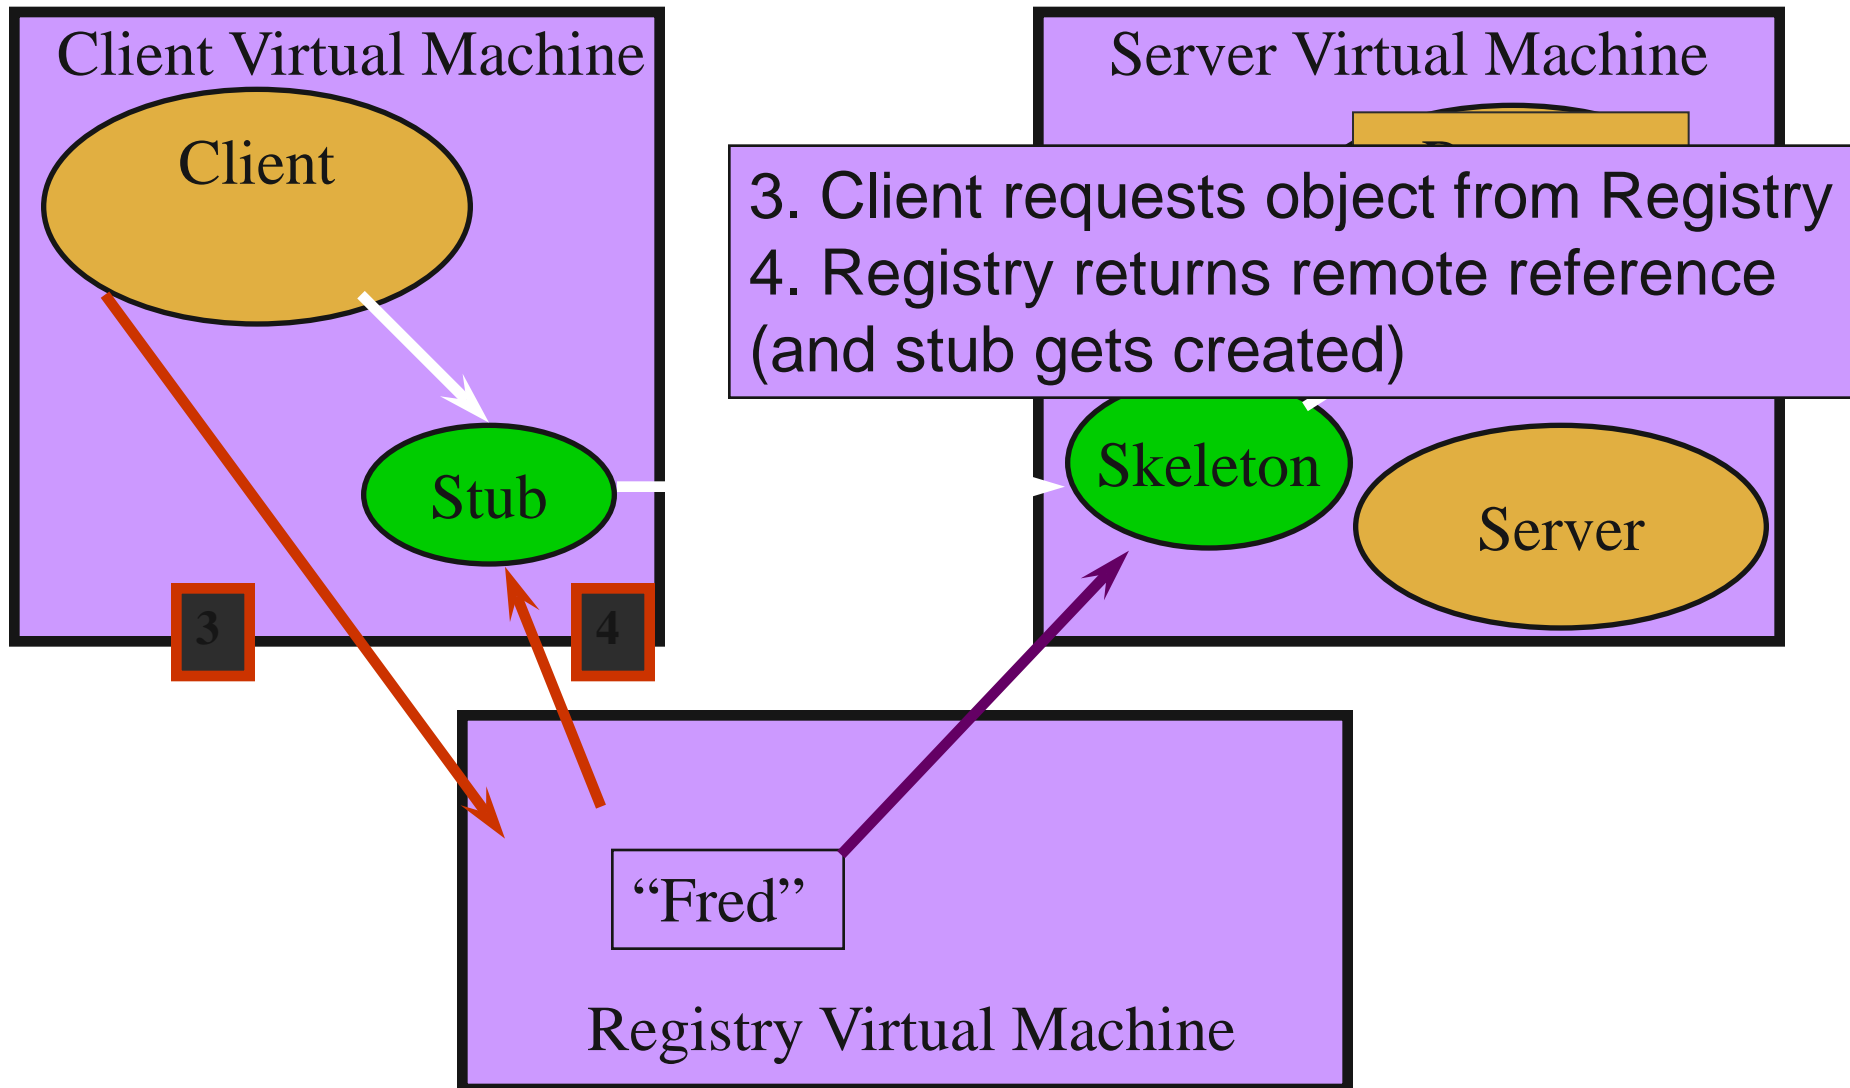 Client Virtual Machine
Server Virtual Machine
Client
3. Client requests object from Registry
4. Registry returns remote reference
(and stub gets created)
Skeleton
Stub
Server
3
4
“Fred”
Registry Virtual Machine